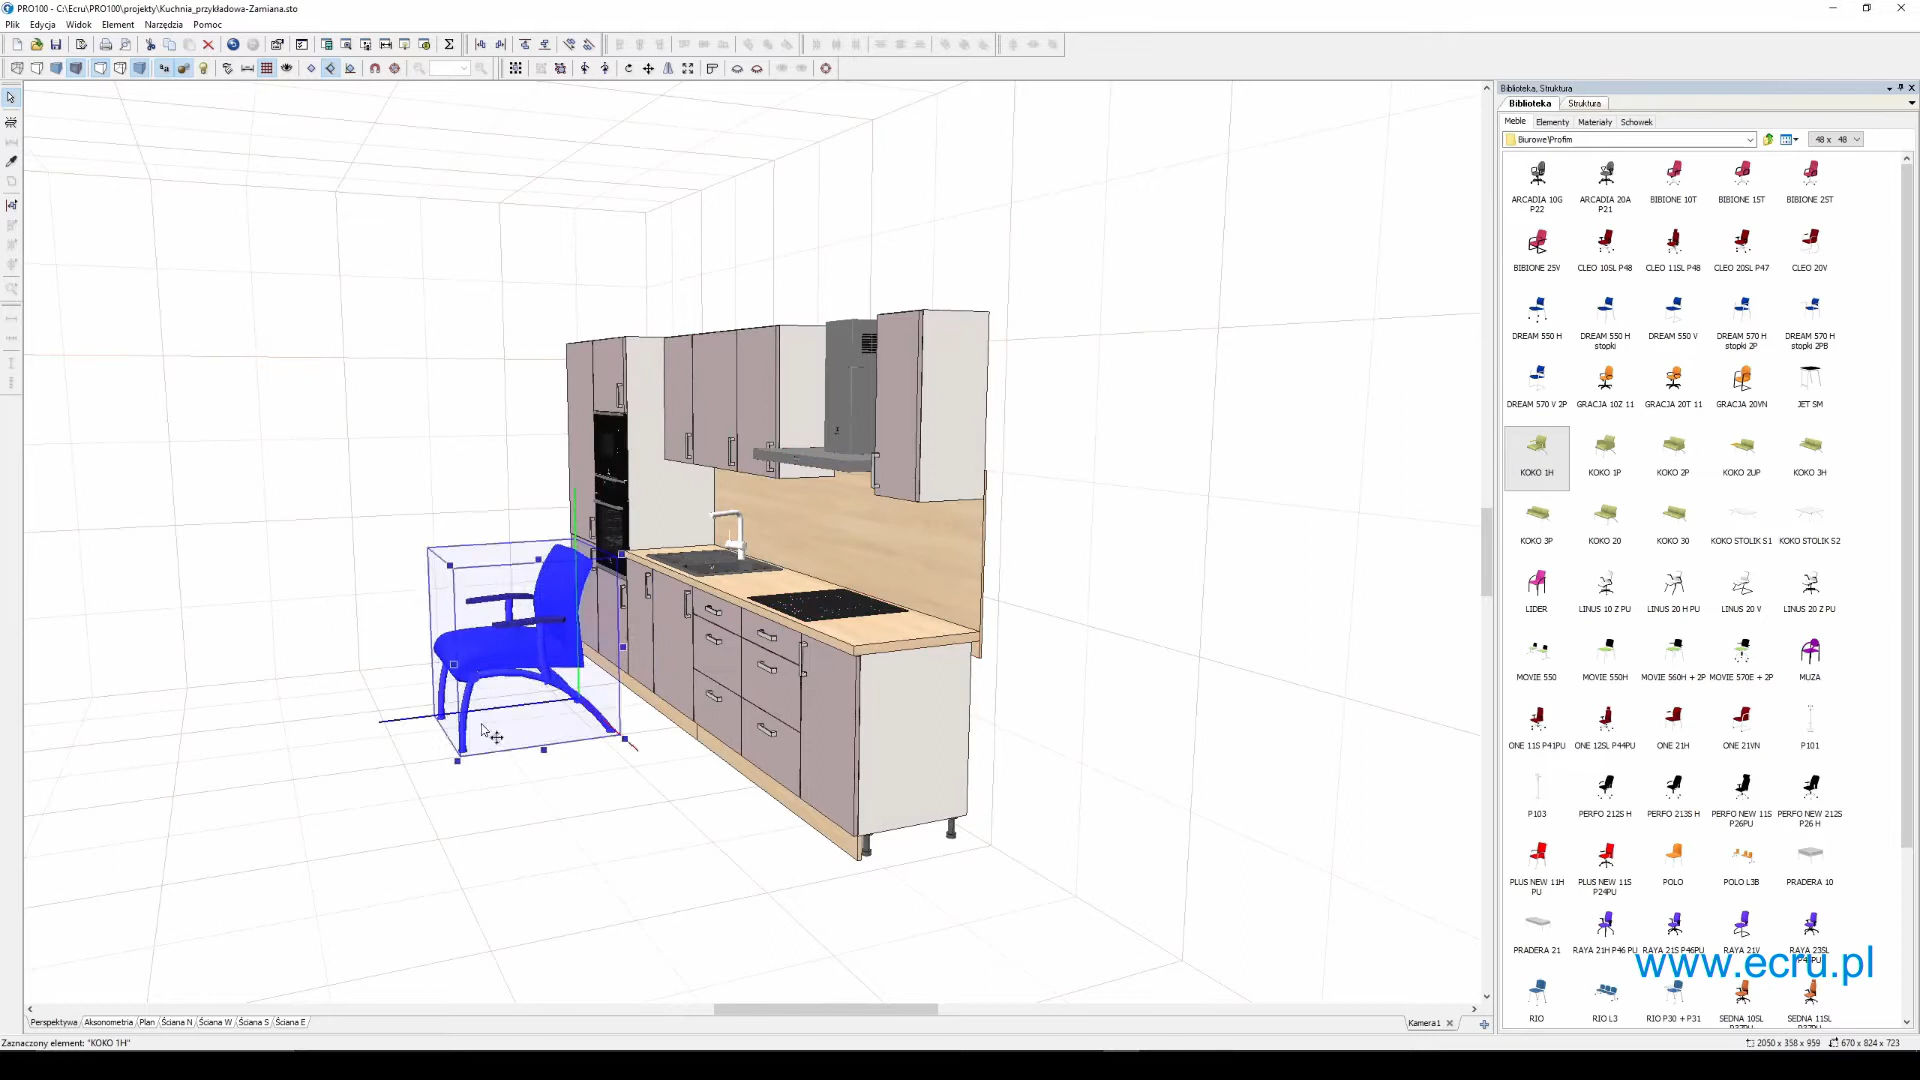 PRO100 - C:\Ecru\PRO100\projekty\Kuchnia_przykładowa-Zamiana.sto
Plik Edycja Widok Element Narzędzia Pomoc
Biblioteka, Struktura
Biblioteka Struktura
Meble Elementy Materiały Schowek
Biurowe\Profim 48 x 48
ARCADIA 10G P22
ARCADIA 20A P21
BIBIONE 10T
BIBIONE 15T
BIBIONE 25T
BIBIONE 25V
CLEO 10SL P48
CLEO 11SL P48
CLEO 20SL P47
CLEO 20V
DREAM 550 H
DREAM 550 H stopki
DREAM 550 V
DREAM 570 H stopki 2P
DREAM 570 H stopki 2PB
DREAM 570 V 2P
GRACJA 10Z 11
GRACJA 20T 11
GRACJA 20VN
JET SM
KOKO 1H
KOKO 1P
KOKO 2P
KOKO 2UP
KOKO 3H
KOKO 3P
KOKO 20
KOKO 30
KOKO STOLIK S1
KOKO STOLIK S2
LIDER
LINUS 10 Z PU
LINUS 20 H PU
LINUS 20 V
LINUS 20 Z PU
MOVIE 550
MOVIE 550H
MOVIE 560H + 2P
MOVIE 570E + 2P
MUZA
ONE 11S P41PU
ONE 12SL P44PU
ONE 21H
ONE 21VN
P101
P103
PERFO 212S H
PERFO 213S H
PERFO NEW 11S P26PU
PERFO NEW 212S P26 H
PLUS NEW 11H PU
PLUS NEW 11S P24PU
POLO
POLO L3B
PRADERA 10
PRADERA 21
RAYA 21H P46 PU
RAYA 21S P46PU
RAYA 21V
RAYA 23SL
www.ecru.pl
RIO
RIO L3
RIO P30 + P31
SEDNA 10SL
SEDNA 11SL
Perspektywa Aksonometria Plan Ściana N Ściana W Ściana S Ściana E
Kamera1
Zaznaczony element: "KOKO 1H"
2050 x 358 x 959 670 x 824 x 723